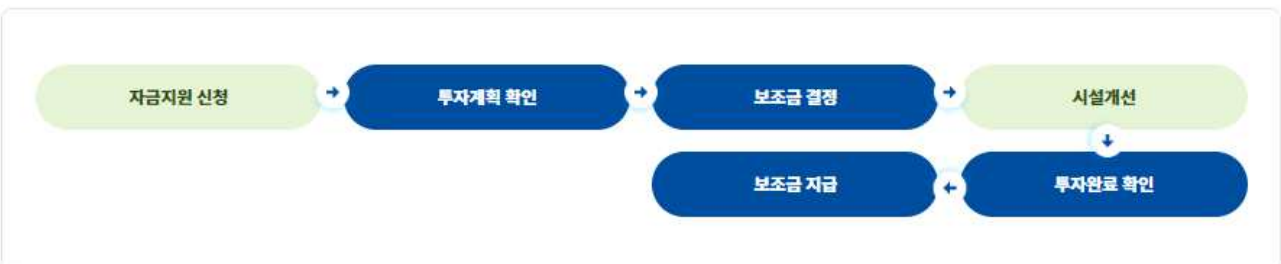 자금지원 신청
투자계획 확인
보조금 결정
시설개선
투자완료 확인
보조금 지급